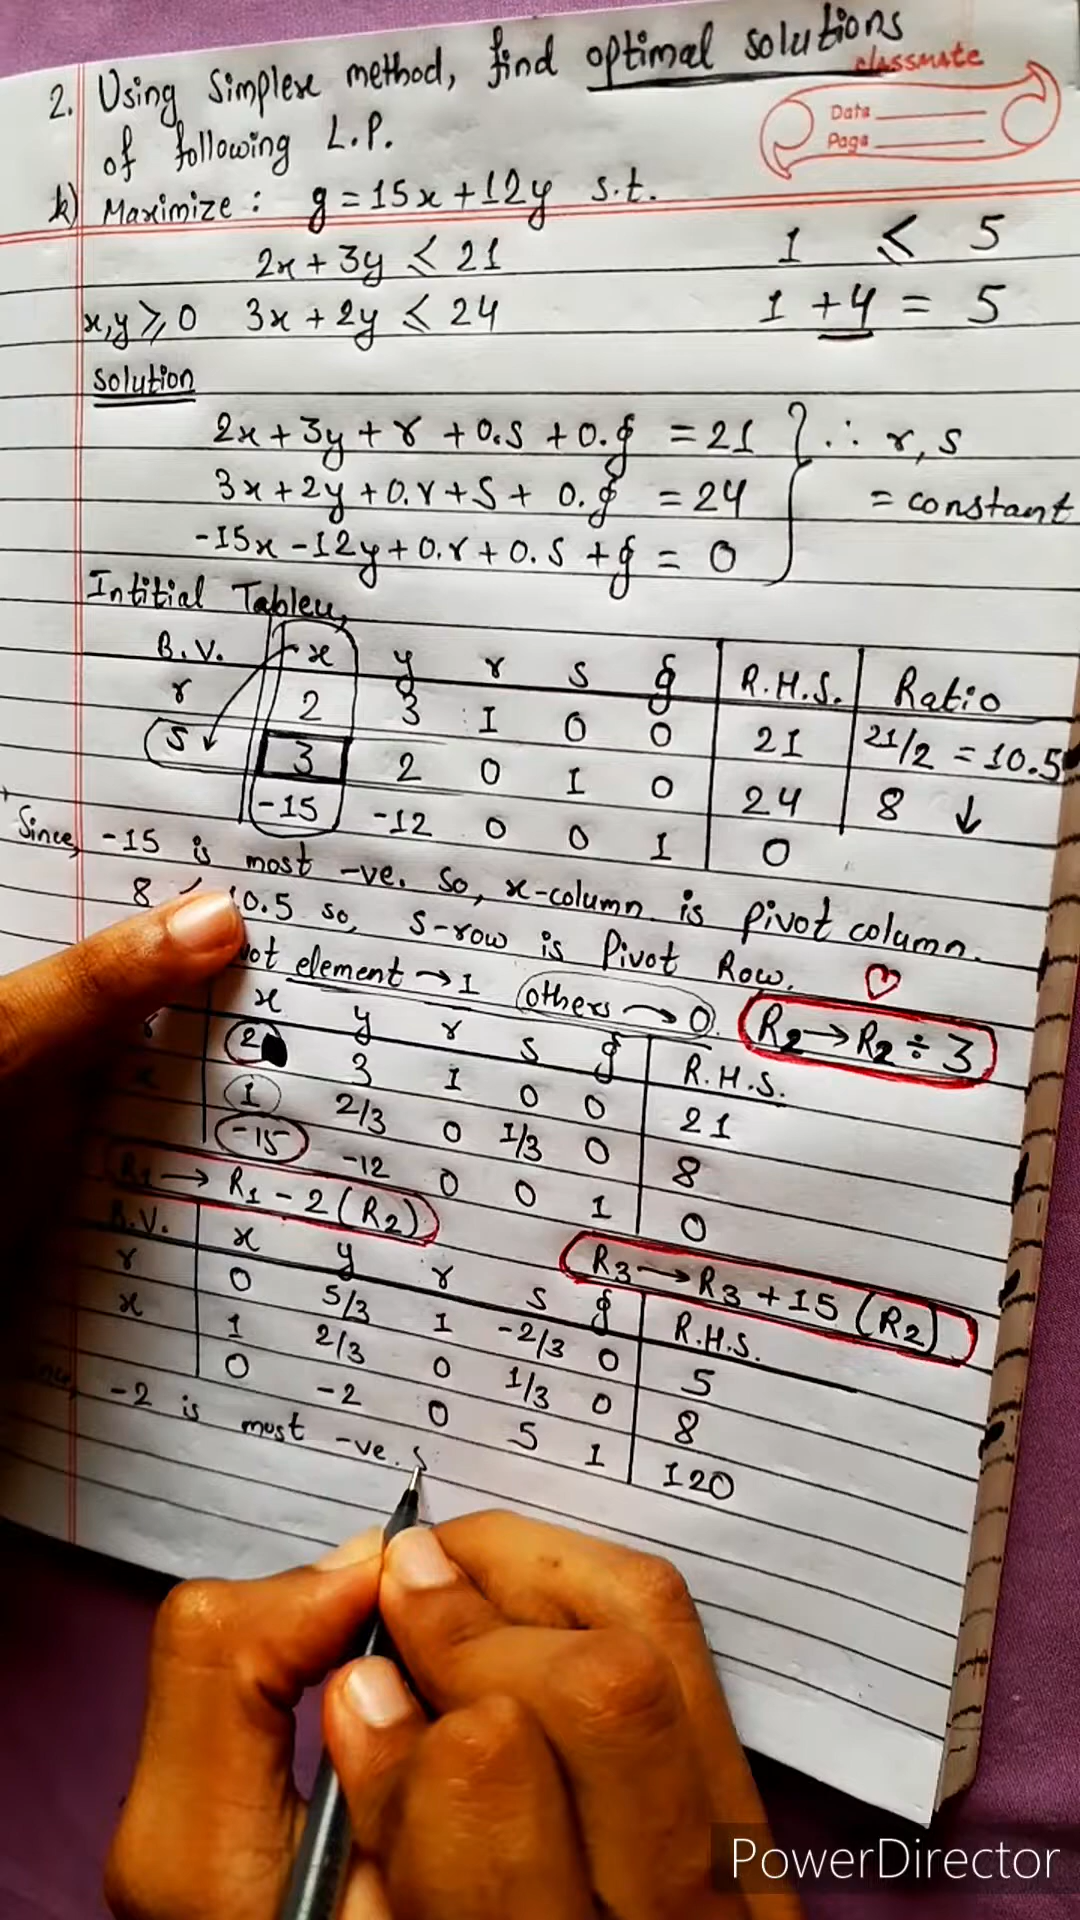 2. Using Simplex method, find optimal solutions
classmate
Date
Page
of following L.P.
k) Maximize : z = 15x + 12y s.t.
2x + 3y ≤ 21
1 ≤ 5
x,y ≥ 0 3x + 2y ≤ 24
1 + 4 = 5
Solution
2x + 3y + r + 0.s + 0.z = 21 } ∴ r, s
3x + 2y + 0.r + s + 0.z = 24 = constant
-15x - 12y + 0.r + 0.s + z = 0
Intitial Tableu,
B.V. x y r s z R.H.S. Ratio
r 2 3 1 0 0 21 21/2 = 10.5
s 3 2 0 1 0 24 8 ↓
-15 -12 0 0 1 0
Since, -15 is most -ve. So, x-column is pivot column.
8 < 10.5 so, s-row is Pivot Row.
element → 1 others → 0 R2 → R2 ÷ 3
x y r s z R.H.S.
r 2 3 1 0 0 21
x 1 2/3 0 1/3 0 8
-15 -12 0 0 1 0
R1 → R1 - 2 (R2)
R3 → R3 + 15 (R2)
B.V. x y r s z R.H.S.
r 0 5/3 1 -2/3 0 5
x 1 2/3 0 1/3 0 8
0 -2 0 5 1 120
-2 is most -ve. S
PowerDirector